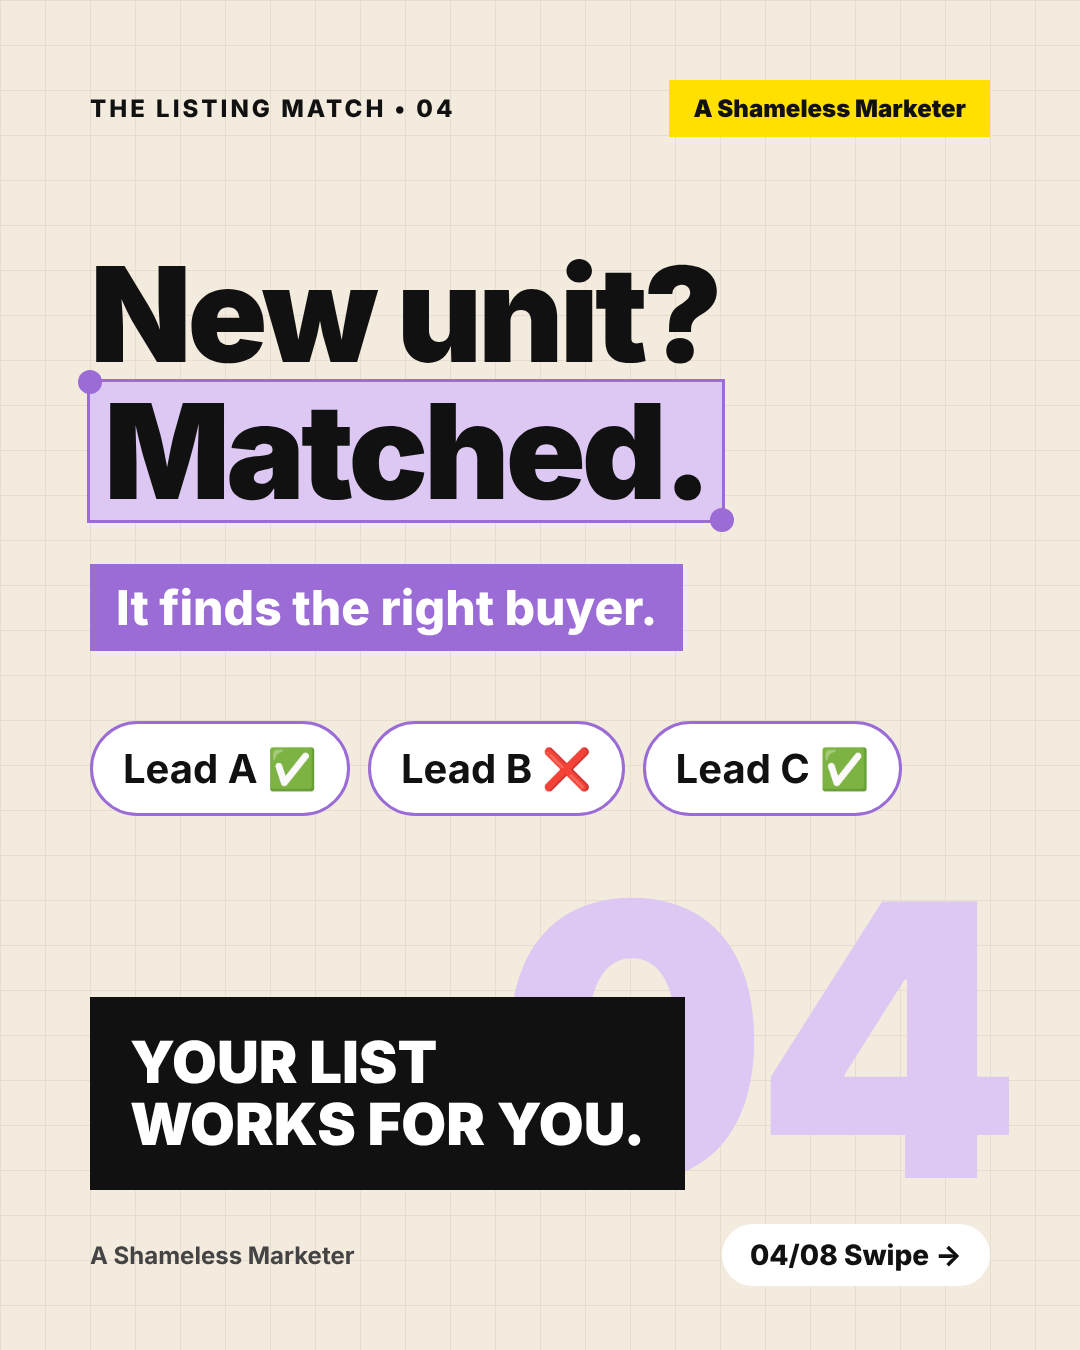 THE LISTING MATCH • 04
A Shameless Marketer
New unit?
Matched.
It finds the right buyer.
Lead A ✅
Lead B ❌
Lead C ✅
04
YOUR LIST
WORKS FOR YOU.
A Shameless Marketer
04/08 Swipe →